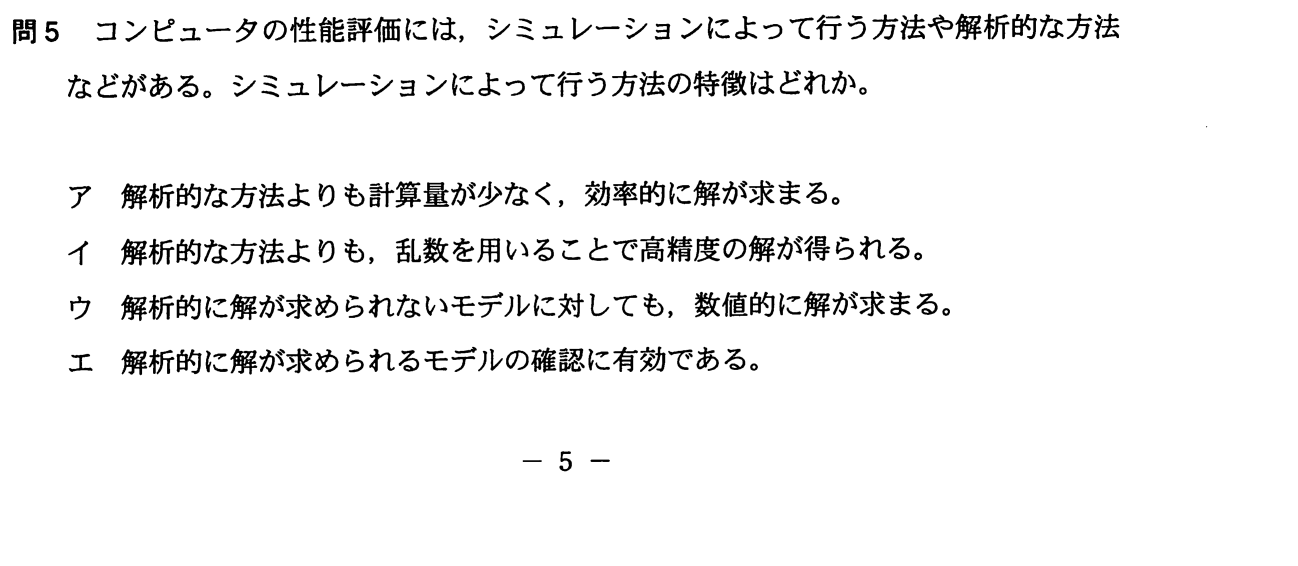 問5 コンピュータの性能評価には，シミュレーションによって行う方法や解析的な方法
などがある。シミュレーションによって行う方法の特徴はどれか。
ア 解析的な方法よりも計算量が少なく，効率的に解が求まる。
イ 解析的な方法よりも，乱数を用いることで高精度の解が得られる。
ウ 解析的に解が求められないモデルに対しても，数値的に解が求まる。
エ 解析的に解が求められるモデルの確認に有効である。
－ 5 －